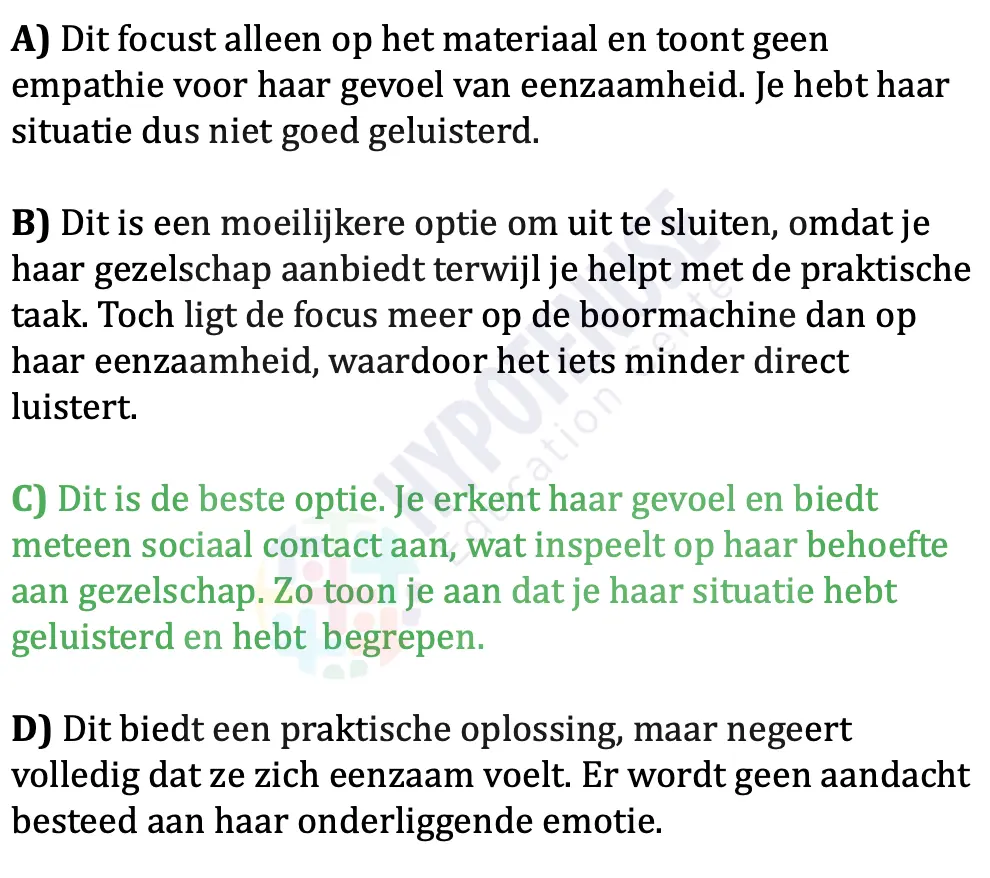 A) Dit focust alleen op het materiaal en toont geen
empathie voor haar gevoel van eenzaamheid. Je hebt haar
situatie dus niet goed geluisterd.
B) Dit is een moeilijkere optie om uit te sluiten, omdat je
haar gezelschap aanbiedt terwijl je helpt met de praktische
taak. Toch ligt de focus meer op de boormachine dan op
haar eenzaamheid, waardoor het iets minder direct
luistert.
C) Dit is de beste optie. Je erkent haar gevoel en biedt
meteen sociaal contact aan, wat inspeelt op haar behoefte
aan gezelschap. Zo toon je aan dat je haar situatie hebt
geluisterd en hebt  begrepen.
D) Dit biedt een praktische oplossing, maar negeert
volledig dat ze zich eenzaam voelt. Er wordt geen aandacht
besteed aan haar onderliggende emotie.
HYPOTENUSE
Education